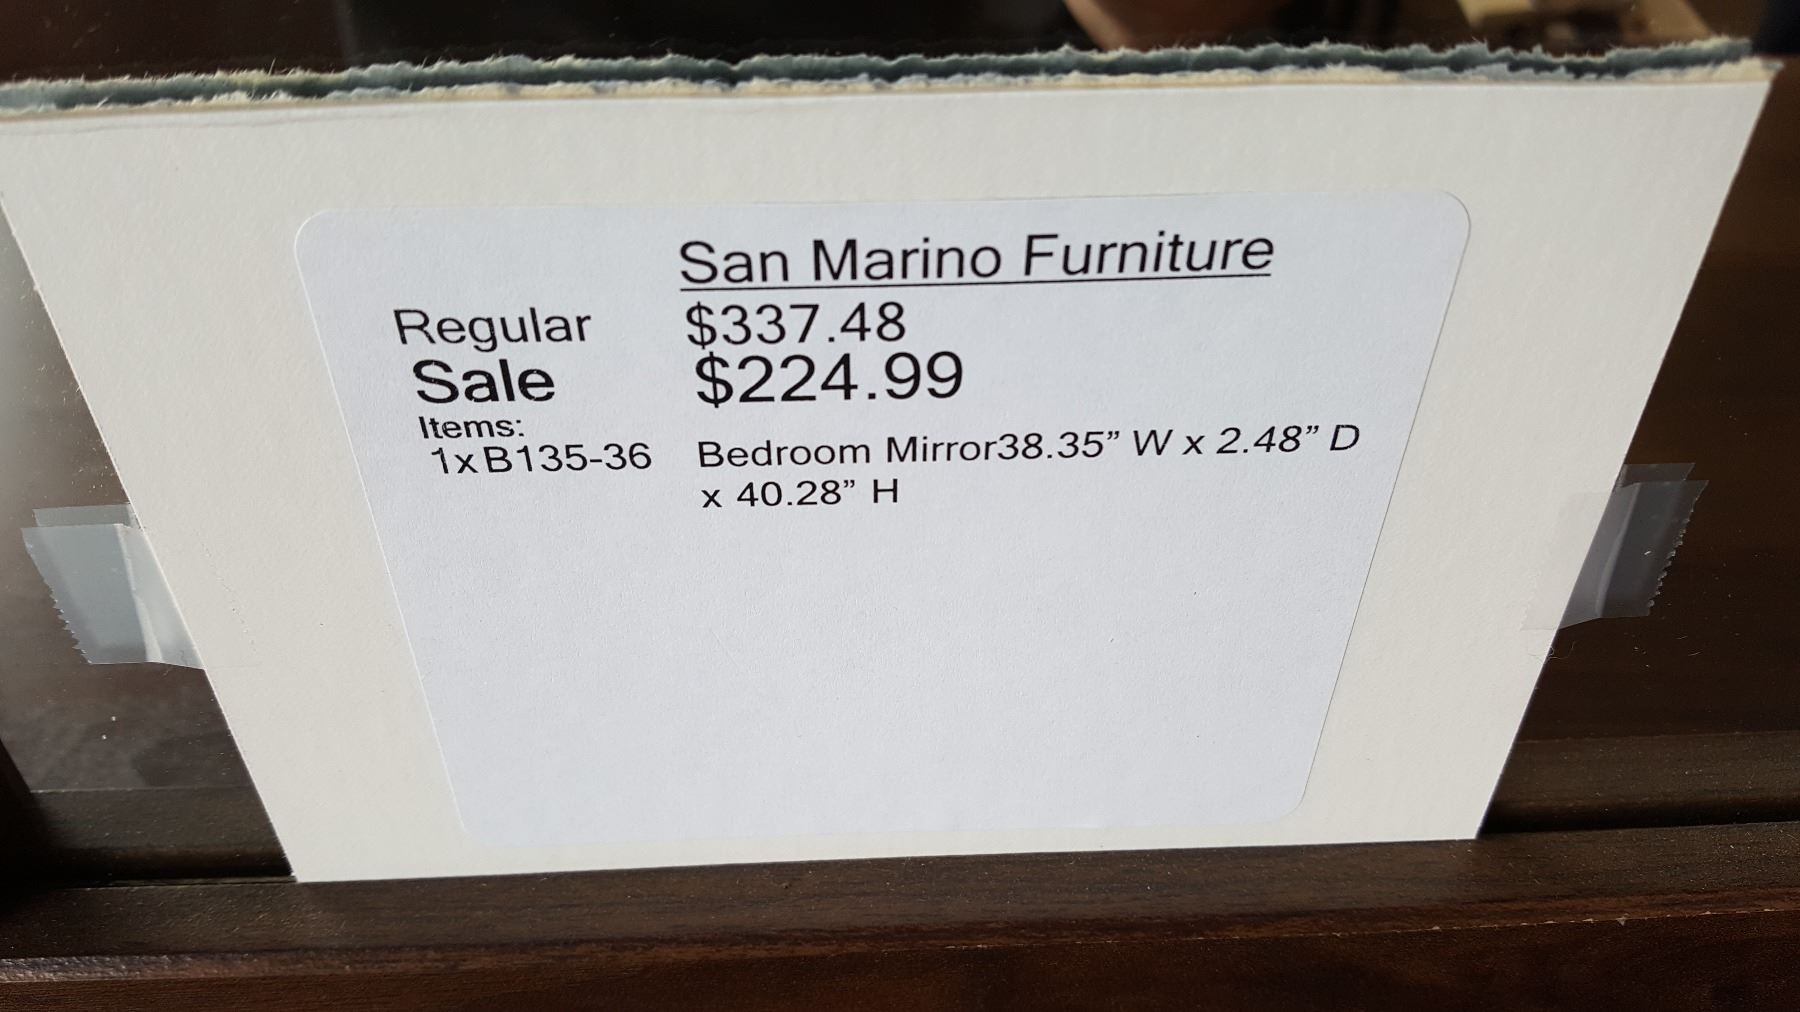 San Marino Furniture
Regular $337.48
Sale $224.99
Items:
1xB135-36 Bedroom Mirror38.35” W x 2.48” D
x 40.28” H